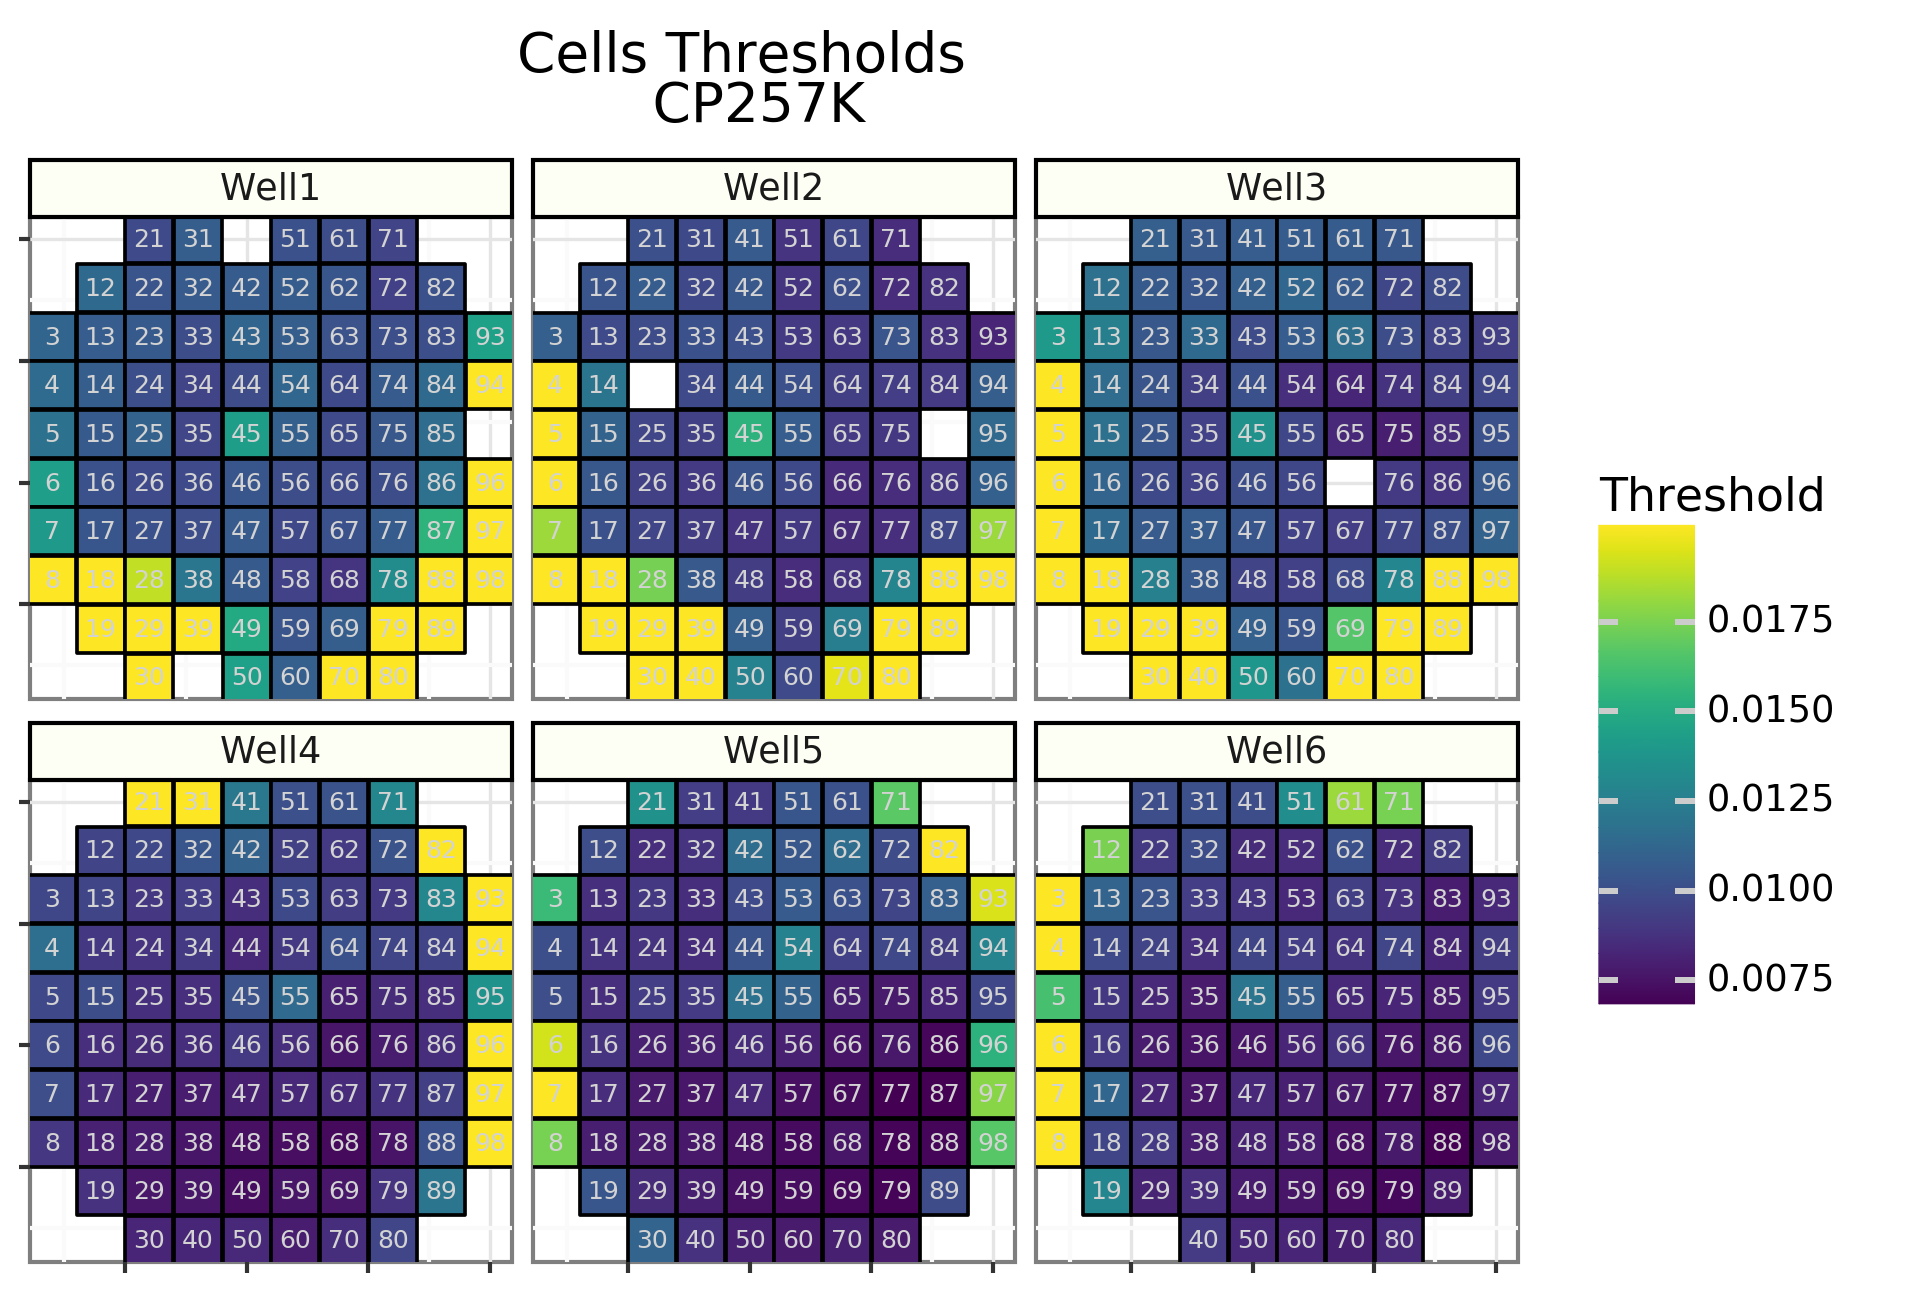 Cells Thresholds
CP257K
Well1 Well2 Well3
21 31 51 61 71 21 31 41 51 61 71 21 31 41 51 61 71
12 22 32 42 52 62 72 82 12 22 32 42 52 62 72 82 12 22 32 42 52 62 72 82
3 13 23 33 43 53 63 73 83 93 3 13 23 33 43 53 63 73 83 93 3 13 23 33 43 53 63 73 83 93
4 14 24 34 44 54 64 74 84 94 4 14 34 44 54 64 74 84 94 4 14 24 34 44 54 64 74 84 94
5 15 25 35 45 55 65 75 85 5 15 25 35 45 55 65 75 95 5 15 25 35 45 55 65 75 85 95
6 16 26 36 46 56 66 76 86 96 6 16 26 36 46 56 66 76 86 96 6 16 26 36 46 56 76 86 96
7 17 27 37 47 57 67 77 87 97 7 17 27 37 47 57 67 77 87 97 7 17 27 37 47 57 67 77 87 97
8 18 28 38 48 58 68 78 88 98 8 18 28 38 48 58 68 78 88 98 8 18 28 38 48 58 68 78 88 98
19 29 39 49 59 69 79 89 19 29 39 49 59 69 79 89 19 29 39 49 59 69 79 89
30 50 60 70 80 30 40 50 60 70 80 30 40 50 60 70 80
Well4 Well5 Well6
21 31 41 51 61 71 21 31 41 51 61 71 21 31 41 51 61 71
12 22 32 42 52 62 72 82 12 22 32 42 52 62 72 82 12 22 32 42 52 62 72 82
3 13 23 33 43 53 63 73 83 93 3 13 23 33 43 53 63 73 83 93 3 13 23 33 43 53 63 73 83 93
4 14 24 34 44 54 64 74 84 94 4 14 24 34 44 54 64 74 84 94 4 14 24 34 44 54 64 74 84 94
5 15 25 35 45 55 65 75 85 95 5 15 25 35 45 55 65 75 85 95 5 15 25 35 45 55 65 75 85 95
6 16 26 36 46 56 66 76 86 96 6 16 26 36 46 56 66 76 86 96 6 16 26 36 46 56 66 76 86 96
7 17 27 37 47 57 67 77 87 97 7 17 27 37 47 57 67 77 87 97 7 17 27 37 47 57 67 77 87 97
8 18 28 38 48 58 68 78 88 98 8 18 28 38 48 58 68 78 88 98 8 18 28 38 48 58 68 78 88 98
19 29 39 49 59 69 79 89 19 29 39 49 59 69 79 89 19 29 39 49 59 69 79 89
30 40 50 60 70 80 30 40 50 60 70 80 40 50 60 70 80
Threshold
0.0175
0.0150
0.0125
0.0100
0.0075